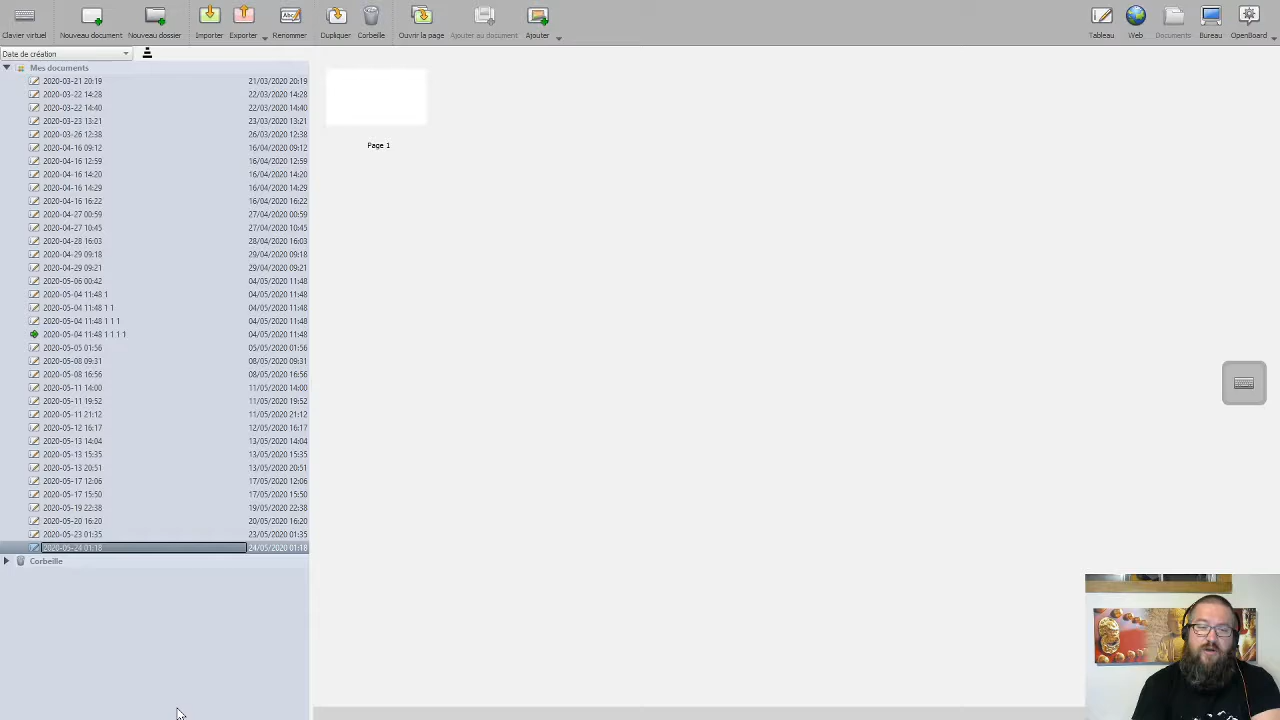 Clavier virtuel
Nouveau document
Nouveau dossier
Importer
Exporter
Renommer
Dupliquer
Corbeille
Ouvrir la page
Ajouter au document
Ajouter
Tableau
Web
Documents
Bureau
OpenBoard
Date de création
Mes documents
2020-03-21 20:19 21/03/2020 20:19
2020-03-22 14:28 22/03/2020 14:28
2020-03-22 14:40 22/03/2020 14:40
2020-03-23 13:21 23/03/2020 13:21
2020-03-26 12:38 26/03/2020 12:38
2020-04-16 09:12 16/04/2020 09:12
2020-04-16 12:59 16/04/2020 12:59
2020-04-16 14:20 16/04/2020 14:20
2020-04-16 14:29 16/04/2020 14:29
2020-04-16 16:22 16/04/2020 16:22
2020-04-27 00:59 27/04/2020 00:59
2020-04-27 10:45 27/04/2020 10:45
2020-04-28 16:03 28/04/2020 16:03
2020-04-29 09:18 29/04/2020 09:18
2020-04-29 09:21 29/04/2020 09:21
2020-05-06 00:42 04/05/2020 11:48
2020-05-04 11:48 1 04/05/2020 11:48
2020-05-04 11:48 1 1 04/05/2020 11:48
2020-05-04 11:48 1 1 1 04/05/2020 11:48
2020-05-04 11:48 1 1 1 1 04/05/2020 11:48
2020-05-05 01:56 05/05/2020 01:56
2020-05-08 09:31 08/05/2020 09:31
2020-05-08 16:56 08/05/2020 16:56
2020-05-11 14:00 11/05/2020 14:00
2020-05-11 19:52 11/05/2020 19:52
2020-05-11 21:12 11/05/2020 21:12
2020-05-12 16:17 12/05/2020 16:17
2020-05-13 14:04 13/05/2020 14:04
2020-05-13 15:35 13/05/2020 15:35
2020-05-13 20:51 13/05/2020 20:51
2020-05-17 12:06 17/05/2020 12:06
2020-05-17 15:50 17/05/2020 15:50
2020-05-19 22:38 19/05/2020 22:38
2020-05-20 16:20 20/05/2020 16:20
2020-05-23 01:35 23/05/2020 01:35
2020-05-24 01:18 24/05/2020 01:18
Corbeille
Page 1